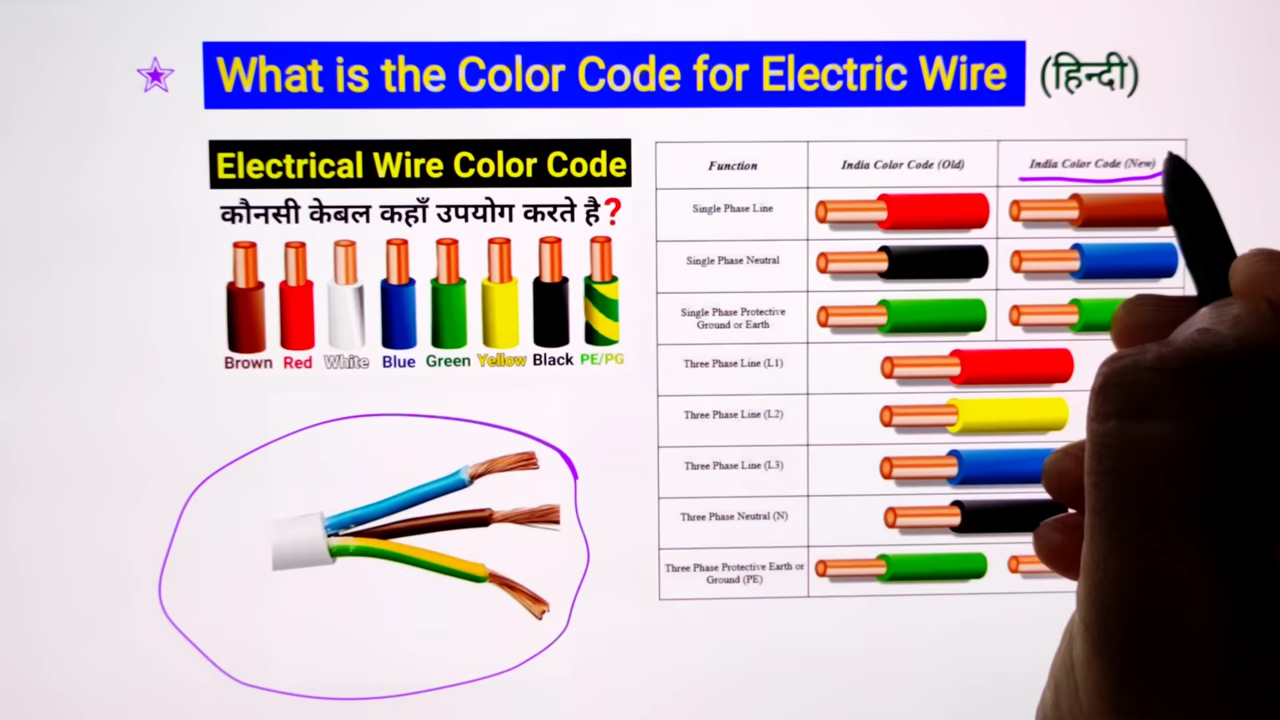 What is the Color Code for Electric Wire (हिन्दी)
Electrical Wire Color Code
कौनसी केबल कहाँ उपयोग करते है?
Brown Red White Blue Green Yellow Black PE/PG
Function India Color Code (Old) India Color Code (New)
Single Phase Line
Single Phase Neutral
Single Phase Protective
Ground or Earth
Three Phase Line (L1)
Three Phase Line (L2)
Three Phase Line (L3)
Three Phase Neutral (N)
Three Phase Protective Earth or
Ground (PE)